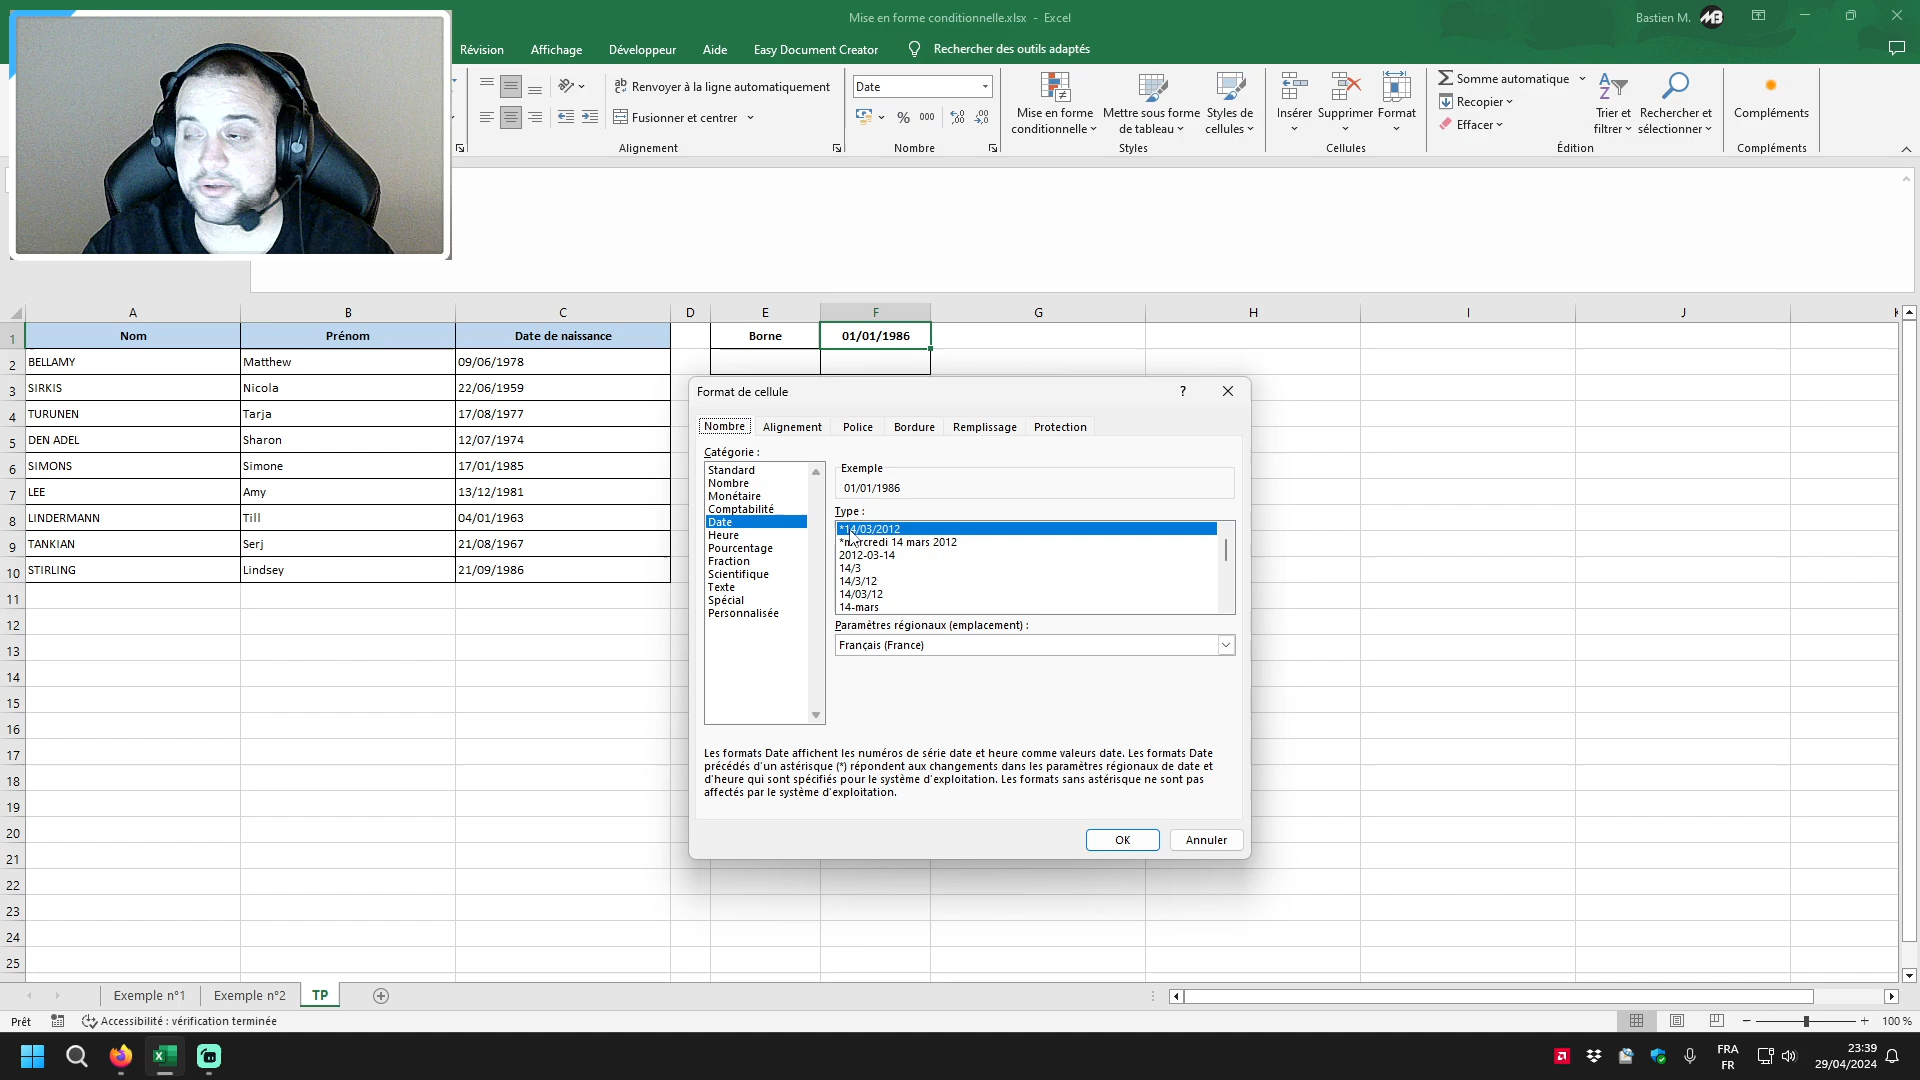 Mise en forme conditionnelle.xlsx - Excel
Bastien M.
Révision Affichage Développeur Aide Easy Document Creator Rechercher des outils adaptés
Renvoyer à la ligne automatiquement
Fusionner et centrer
Alignement
Date
% 000
Nombre
Mise en forme conditionnelle
Mettre sous forme de tableau
Styles de cellules
Styles
Insérer Supprimer Format
Cellules
Somme automatique
Recopier
Effacer
Trier et filtrer
Rechercher et sélectionner
Édition
Compléments
Compléments
A B C D E F G H I J K
1 Nom Prénom Date de naissance Borne 01/01/1986
2 BELLAMY Matthew 09/06/1978
3 SIRKIS Nicola 22/06/1959
4 TURUNEN Tarja 17/08/1977
5 DEN ADEL Sharon 12/07/1974
6 SIMONS Simone 17/01/1985
7 LEE Amy 13/12/1981
8 LINDERMANN Till 04/01/1963
9 TANKIAN Serj 21/08/1967
10 STIRLING Lindsey 21/09/1986
11
12
13
14
15
16
17
18
19
20
21
22
23
24
25
Format de cellule ?
Nombre Alignement Police Bordure Remplissage Protection
Catégorie :
Standard
Nombre
Monétaire
Comptabilité
Date
Heure
Pourcentage
Fraction
Scientifique
Texte
Spécial
Personnalisée
Exemple
01/01/1986
Type :
*14/03/2012
*mercredi 14 mars 2012
2012-03-14
14/3
14/3/12
14/03/12
14-mars
Paramètres régionaux (emplacement) :
Français (France)
Les formats Date affichent les numéros de série date et heure comme valeurs date. Les formats Date
précédés d'un astérisque (*) répondent aux changements dans les paramètres régionaux de date et
d'heure qui sont spécifiés pour le système d'exploitation. Les formats sans astérisque ne sont pas
affectés par le système d'exploitation.
OK Annuler
Exemple n°1 Exemple n°2 TP
Prêt Accessibilité : vérification terminée
100 %
FRA
FR
23:39
29/04/2024